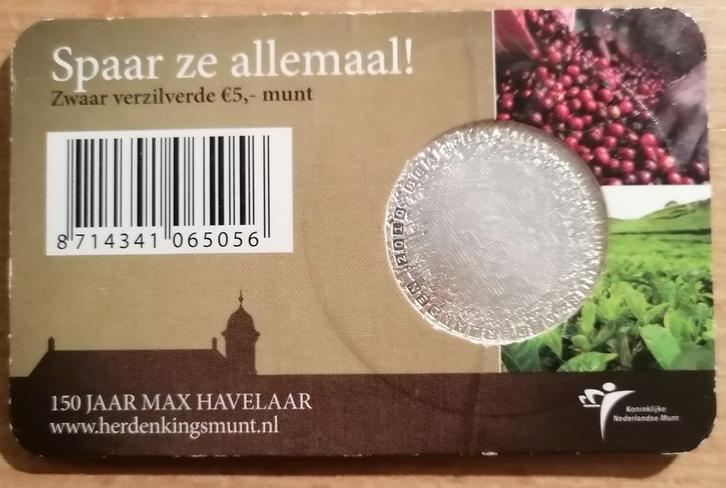 Spaar ze allemaal!
Zwaar verzilverde €5,- munt
8 714341 065056
2010
150 JAAR MAX HAVELAAR
www.herdenkingsmunt.nl
Koninklijke
Nederlandse Munt